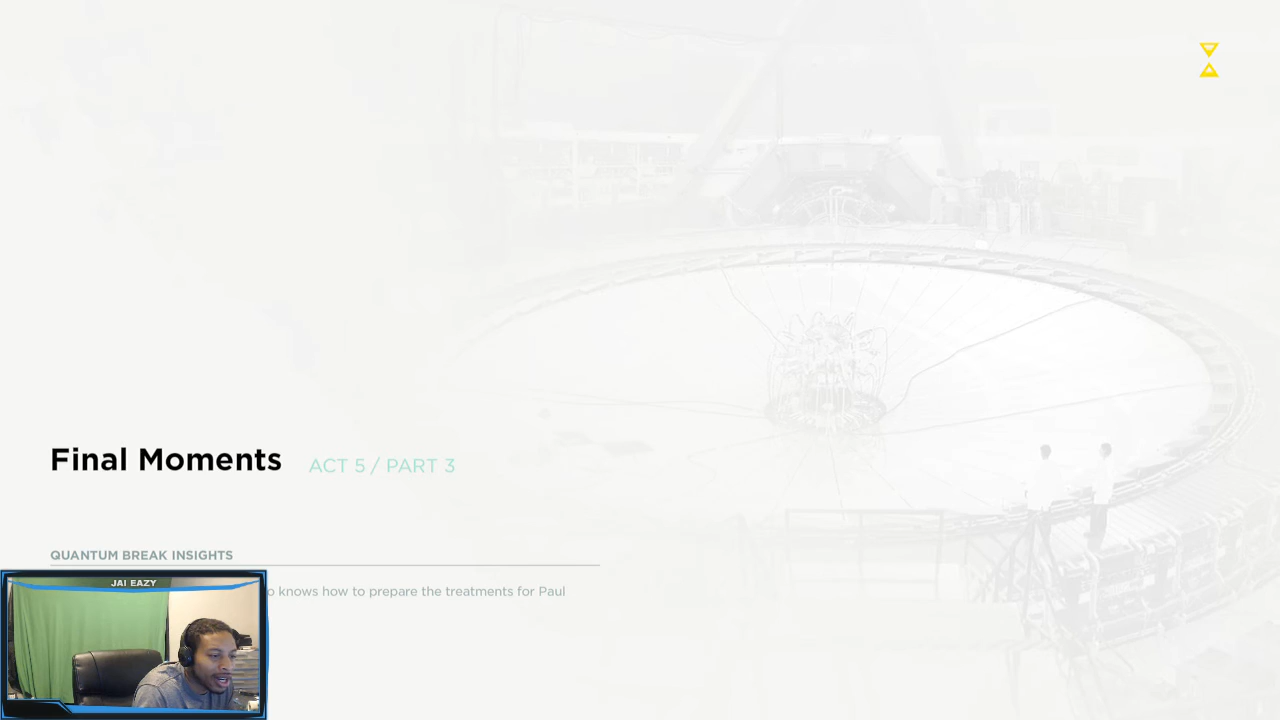 Final Moments ACT 5 / PART 3
QUANTUM BREAK INSIGHTS
JAI EAZY
knows how to prepare the treatments for Paul